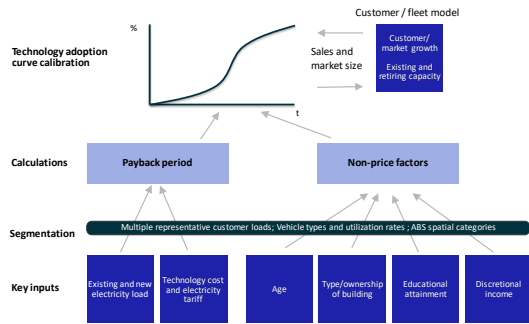 Customer / fleet model
%
Technology adoption
curve calibration
Sales and
market size
Customer/
market growth
Existing and
retiring capacity
t
Calculations
Payback period
Non-price factors
Segmentation
Multiple representative customer loads; Vehicle types and utilization rates ; ABS spatial categories
Key inputs
Existing and new
electricity load
Technology cost
and electricity
tariff
Age
Type/ownership
of building
Educational
attainment
Discretional
income